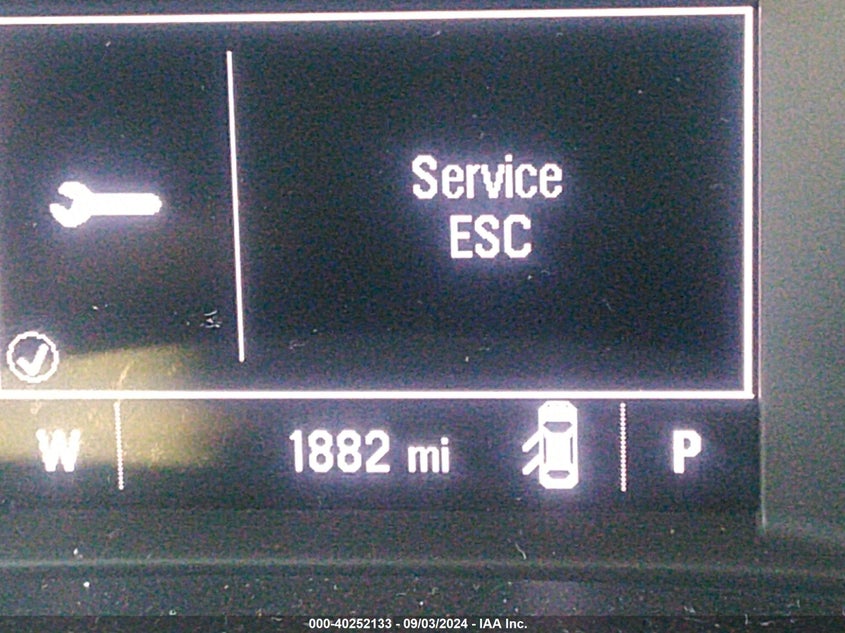 Service
ESC
W
1882 mi
P
000-40252133 - 09/03/2024 - IAA Inc.